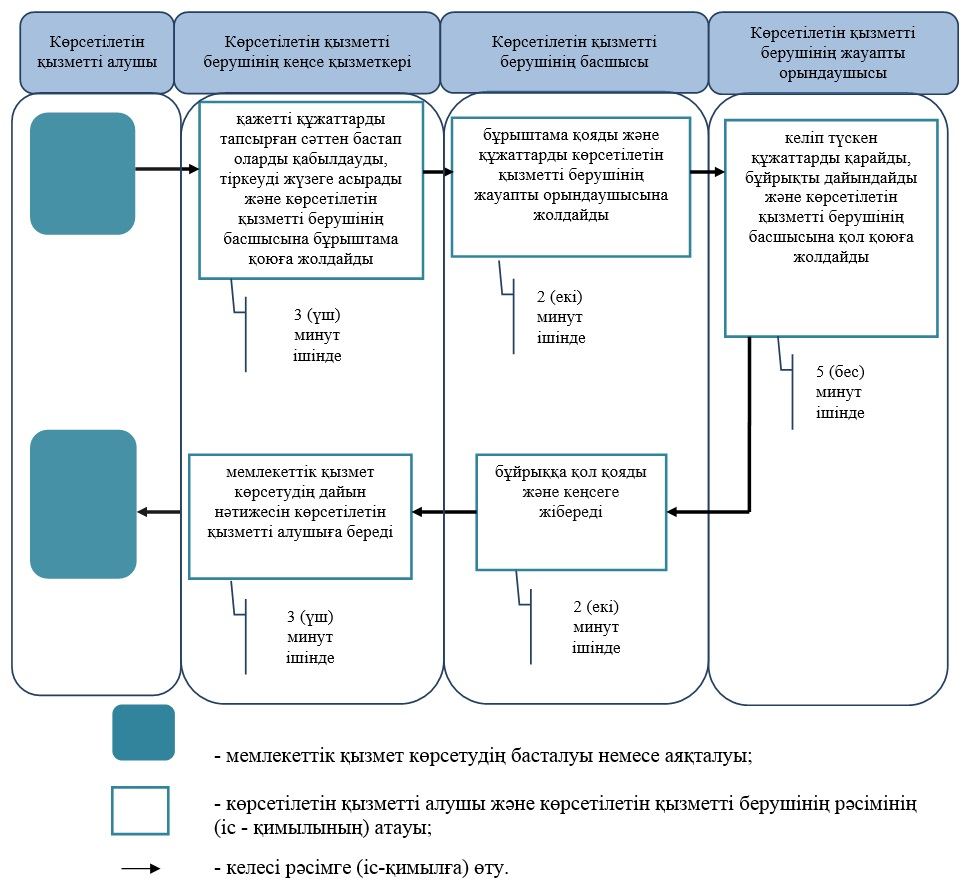 Көрсетілетін
қызметті алушы
Көрсетілетін қызметті
берушінің кеңсе қызметкері
Көрсетілетін қызметті
берушінің басшысы
Көрсетілетін қызметті
берушінің жауапты
орындаушысы
қажетті құжаттарды
тапсырған сәттен бастап
оларды қабылдауды,
тіркеуді жүзеге асырады
және көрсетілетін
қызметті берушінің
басшысына бұрыштама
қоюға жолдайды
3 (үш)
минут
ішінде
бұрыштама қояды және
құжаттарды көрсетілетін
қызметті берушінің
жауапты орындаушысына
жолдайды
2 (екі)
минут
ішінде
келіп түскен
құжаттарды қарайды,
бұйрықты дайындайды
және көрсетілетін
қызметті берушінің
басшысына қол қоюға
жолдайды
5 (бес)
минут
ішінде
мемлекеттік қызмет
көрсетудің дайын
нәтижесін көрсетілетін
қызметті алушыға береді
3 (үш)
минут
ішінде
бұйрыққа қол қояды
және кеңсеге
жібереді
2 (екі)
минут
ішінде
- мемлекеттік қызмет көрсетудің басталуы немесе аяқталуы;
- көрсетілетін қызметті алушы және көрсетілетін қызметті берушінің рәсімінің
(іс - қимылының) атауы;
- келесі рәсімге (іс-қимылға) өту.